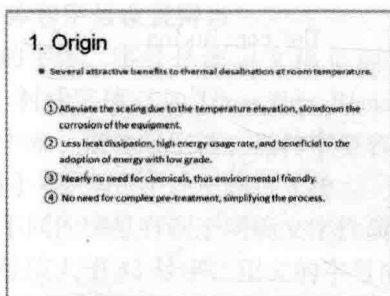 1. Origin
■ Several attractive benefits to thermal desalination at room temperature.
① Alleviate the scaling due to the temperature elevation, slowdown the
corrosion of the equipment.
② Less heat dissipation, high energy usage rate, and beneficial to the
adoption of energy with low grade.
③ Nearly no need for chemicals, thus environmental friendly.
④ No need for complex pre-treatment, simplifying the process.